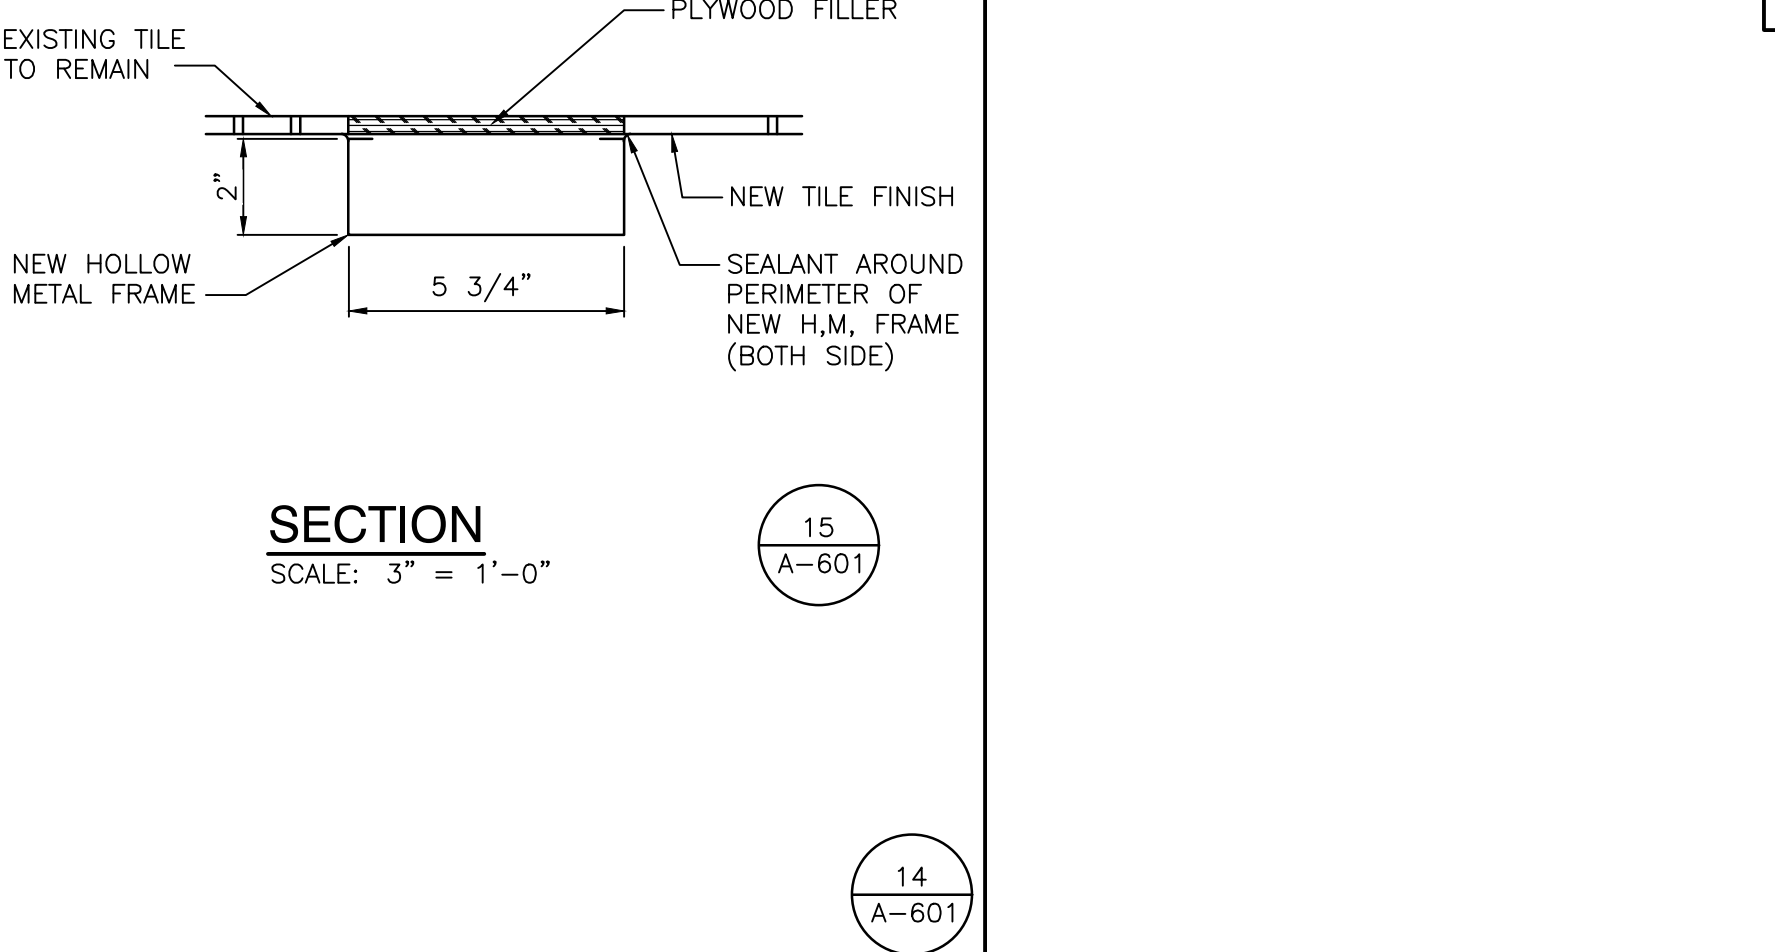 PLYWOOD FILLER
EXISTING TILE
TO REMAIN
2”
NEW TILE FINISH
NEW HOLLOW
METAL FRAME
5 3/4”
SEALANT AROUND
PERIMETER OF
NEW H,M, FRAME
(BOTH SIDE)
SECTION
SCALE: 3” = 1’-0”
15
A-601
14
A-601